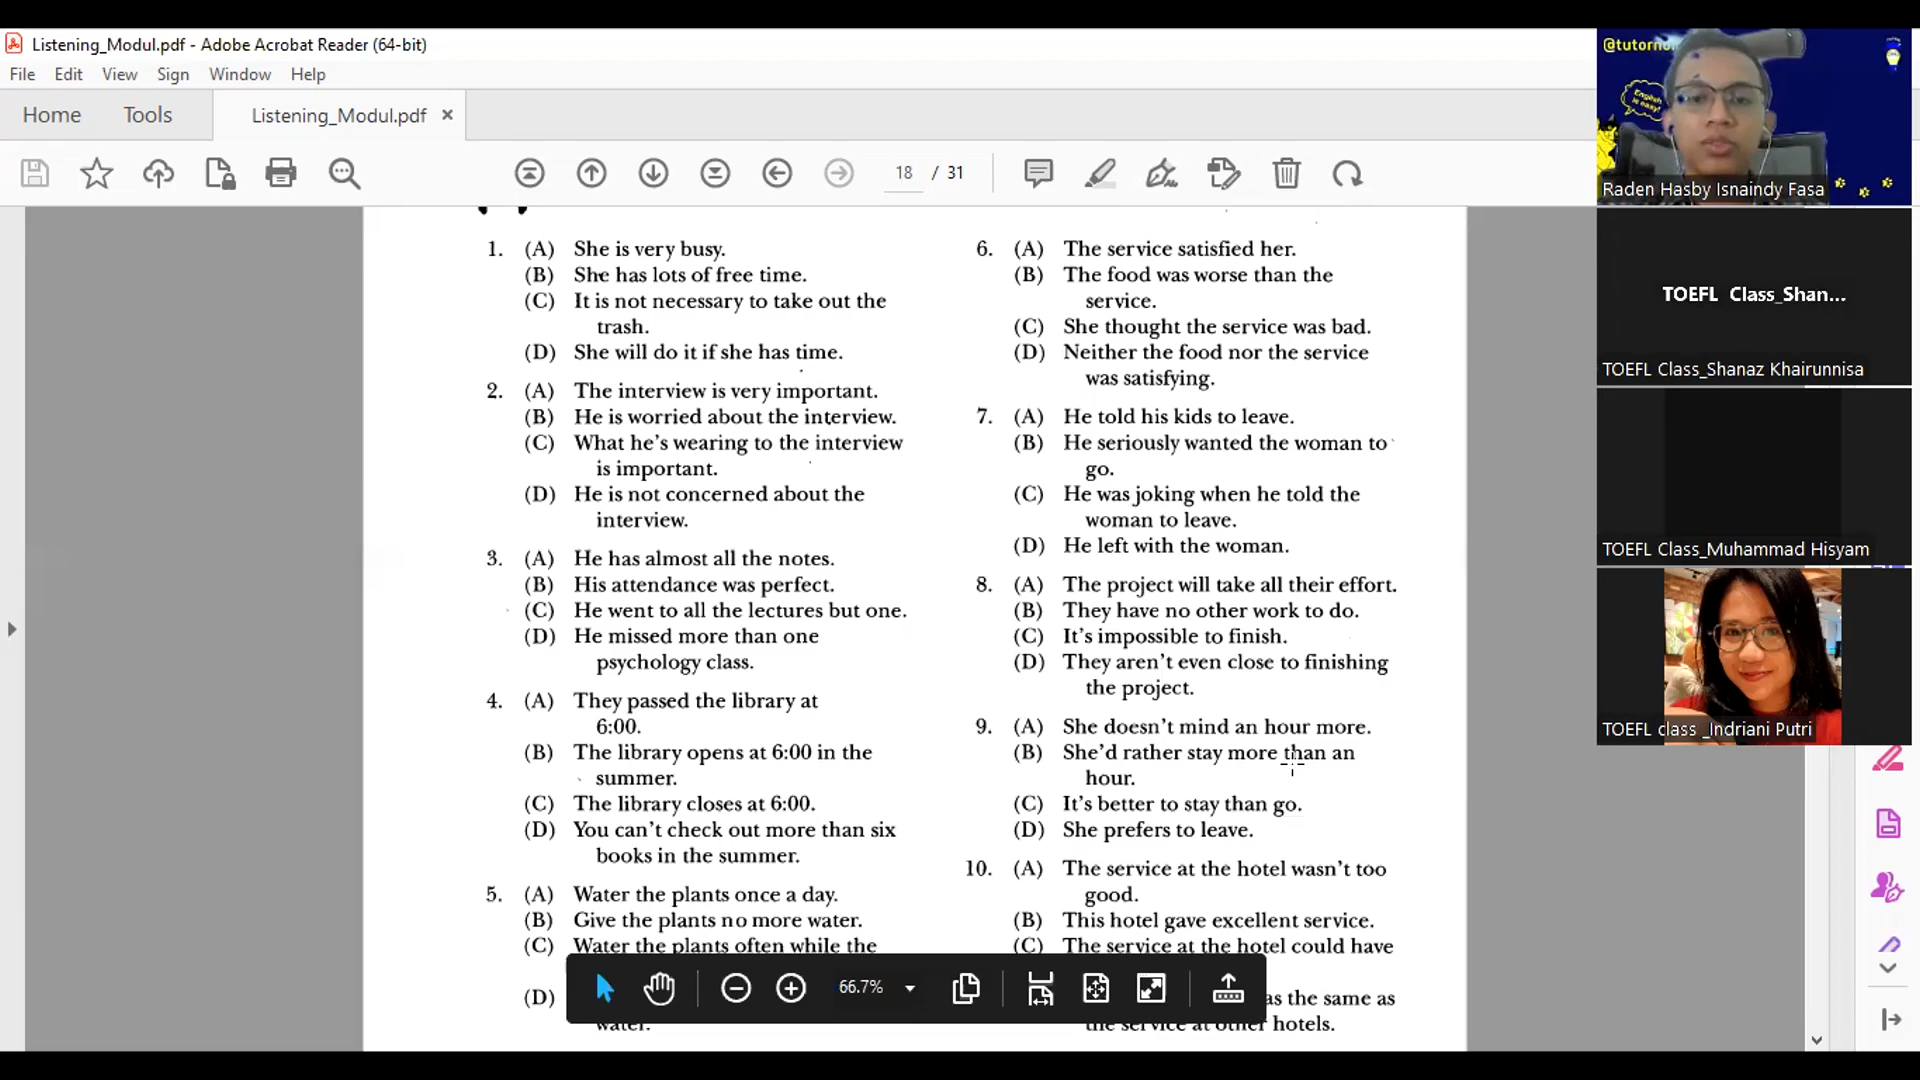 Listening_Modul.pdf - Adobe Acrobat Reader (64-bit)
File Edit View Sign Window Help
Home Tools Listening_Modul.pdf ×
18 / 31
1. (A) She is very busy.
(B) She has lots of free time.
(C) It is not necessary to take out the
trash.
(D) She will do it if she has time.
2. (A) The interview is very important.
(B) He is worried about the interview.
(C) What he's wearing to the interview
is important.
(D) He is not concerned about the
interview.
3. (A) He has almost all the notes.
(B) His attendance was perfect.
(C) He went to all the lectures but one.
(D) He missed more than one
psychology class.
4. (A) They passed the library at
6:00.
(B) The library opens at 6:00 in the
summer.
(C) The library closes at 6:00.
(D) You can't check out more than six
books in the summer.
5. (A) Water the plants once a day.
(B) Give the plants no more water.
(C) Water the plants often while the
(D)
water.
6. (A) The service satisfied her.
(B) The food was worse than the
service.
(C) She thought the service was bad.
(D) Neither the food nor the service
was satisfying.
7. (A) He told his kids to leave.
(B) He seriously wanted the woman to
go.
(C) He was joking when he told the
woman to leave.
(D) He left with the woman.
8. (A) The project will take all their effort.
(B) They have no other work to do.
(C) It's impossible to finish.
(D) They aren't even close to finishing
the project.
9. (A) She doesn't mind an hour more.
(B) She'd rather stay more than an
hour.
(C) It's better to stay than go.
(D) She prefers to leave.
10. (A) The service at the hotel wasn't too
good.
(B) This hotel gave excellent service.
(C) The service at the hotel could have
as the same as
the service at other hotels.
66.7%
English is easy!
Raden Hasby Isnaindy Fasa
TOEFL Class_Shan...
TOEFL Class_Shanaz Khairunnisa
TOEFL Class_Muhammad Hisyam
TOEFL class _Indriani Putri